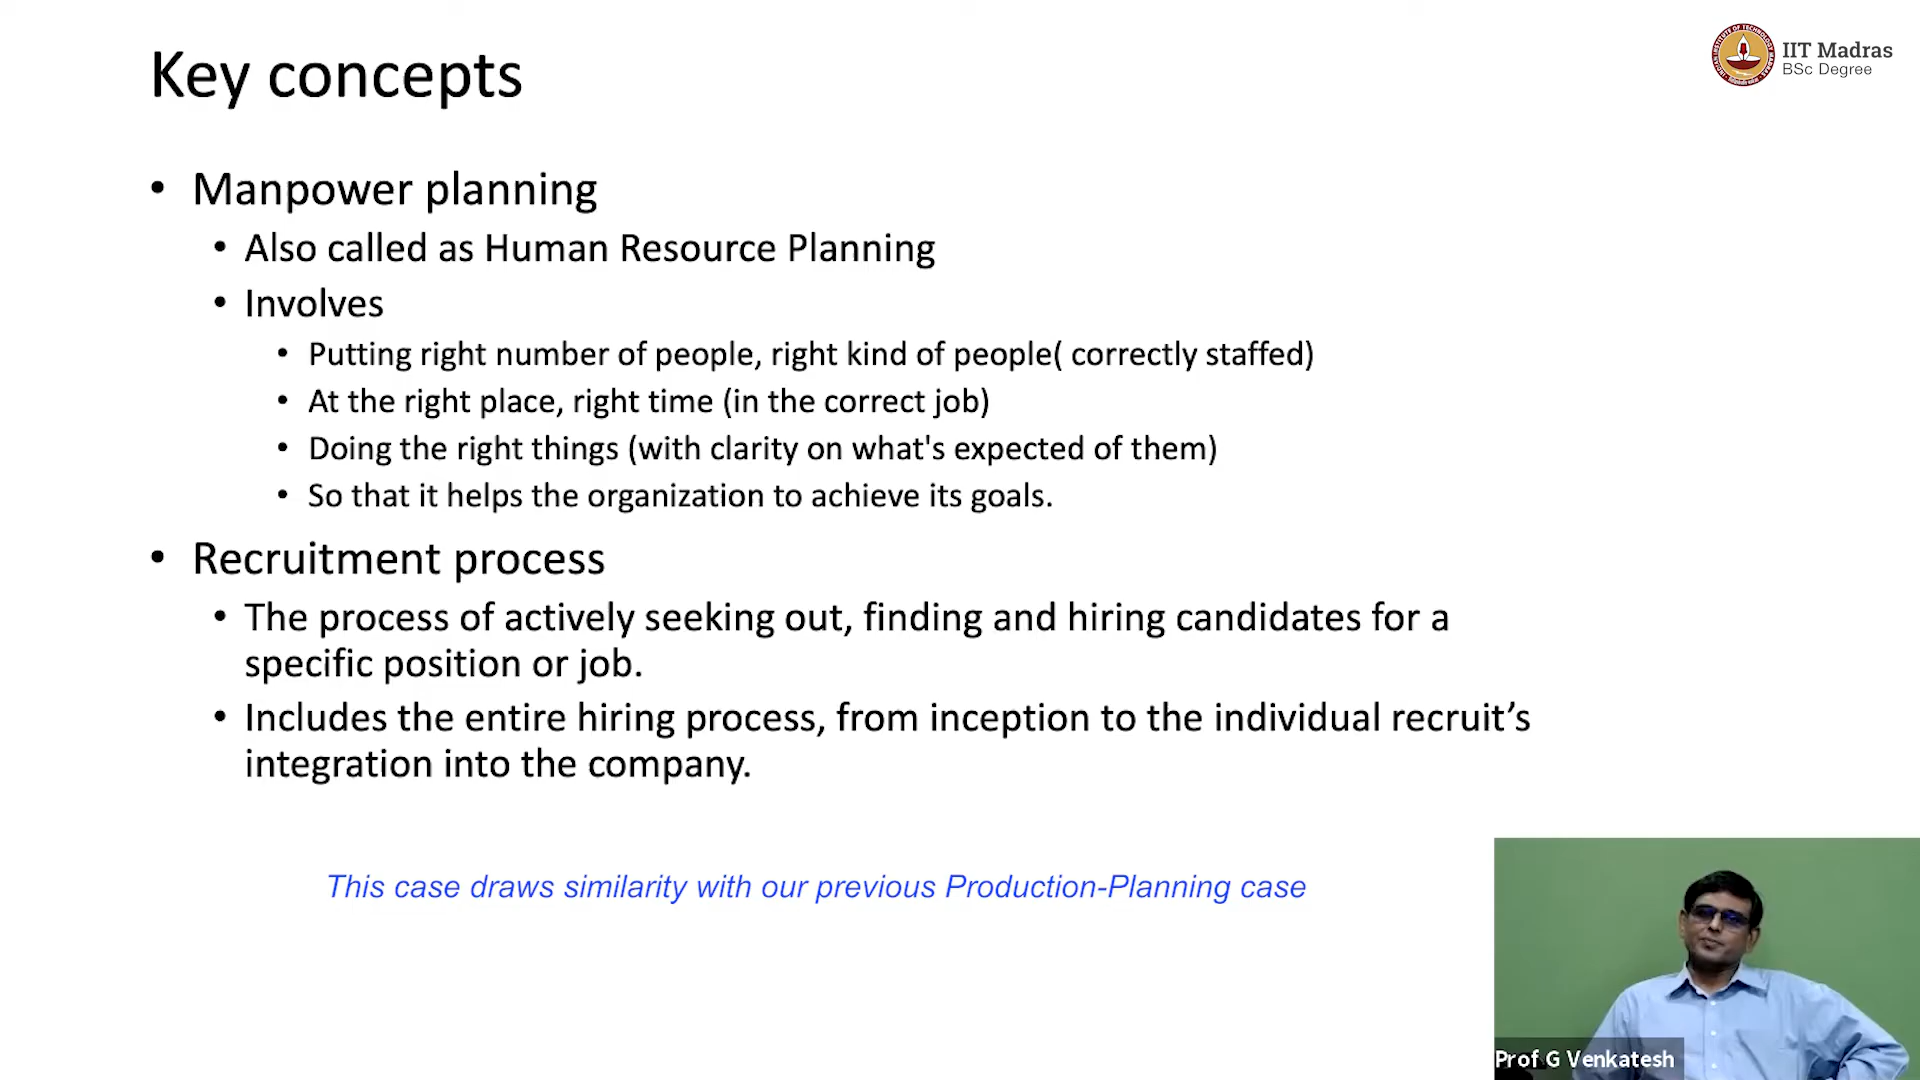 Key concepts
IIT Madras
BSc Degree
• Manpower planning
• Also called as Human Resource Planning
• Involves
• Putting right number of people, right kind of people( correctly staffed)
• At the right place, right time (in the correct job)
• Doing the right things (with clarity on what's expected of them)
• So that it helps the organization to achieve its goals.
• Recruitment process
• The process of actively seeking out, finding and hiring candidates for a
specific position or job.
• Includes the entire hiring process, from inception to the individual recruit’s
integration into the company.
This case draws similarity with our previous Production-Planning case
Prof G Venkatesh